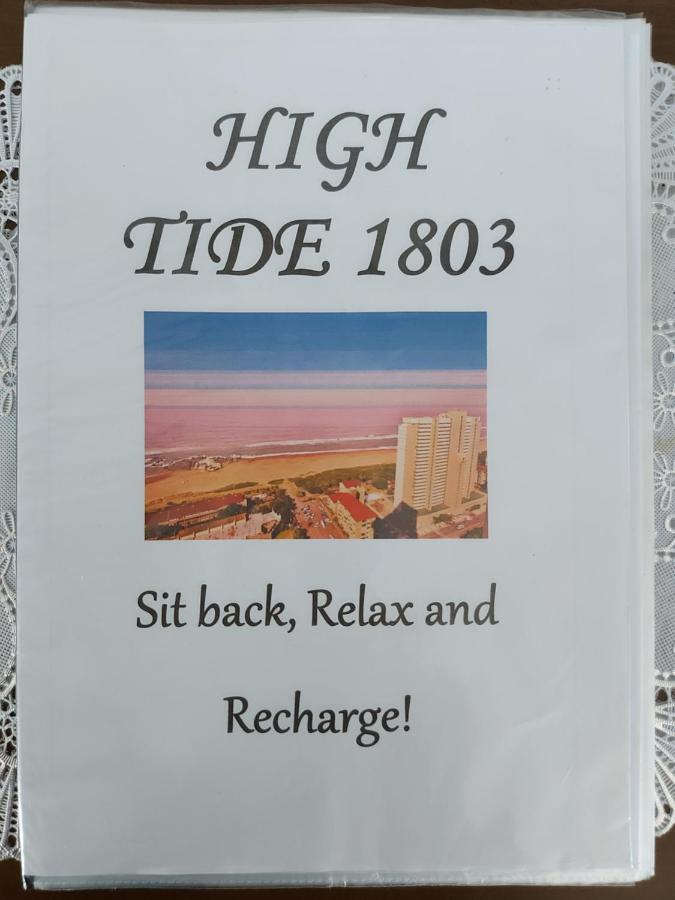 HIGH
TIDE 1803
Sit back, Relax and
Recharge!